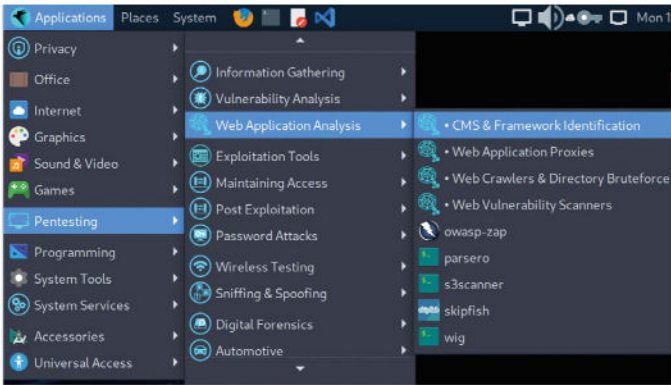 Applications Places System Mon 1
Privacy
Office
Internet
Graphics
Sound & Video
Games
Pentesting
Programming
System Tools
System Services
Accessories
Universal Access
Information Gathering
Vulnerability Analysis
Web Application Analysis
Exploitation Tools
Maintaining Access
Post Exploitation
Password Attacks
Wireless Testing
Sniffing & Spoofing
Digital Forensics
Automotive
• CMS & Framework Identification
• Web Application Proxies
• Web Crawlers & Directory Bruteforce
• Web Vulnerability Scanners
owasp-zap
parsero
s3scanner
skipfish
wig